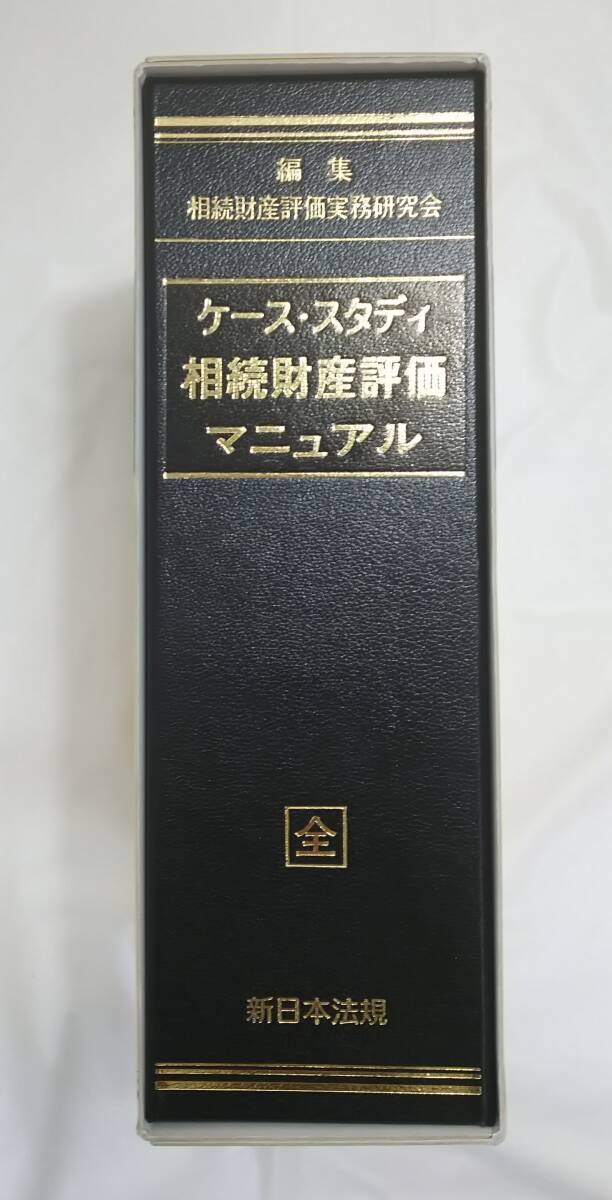 編集
相続財産評価実務研究会
ケース・スタディ
相続財産評価
マニュアル
全
新日本法規